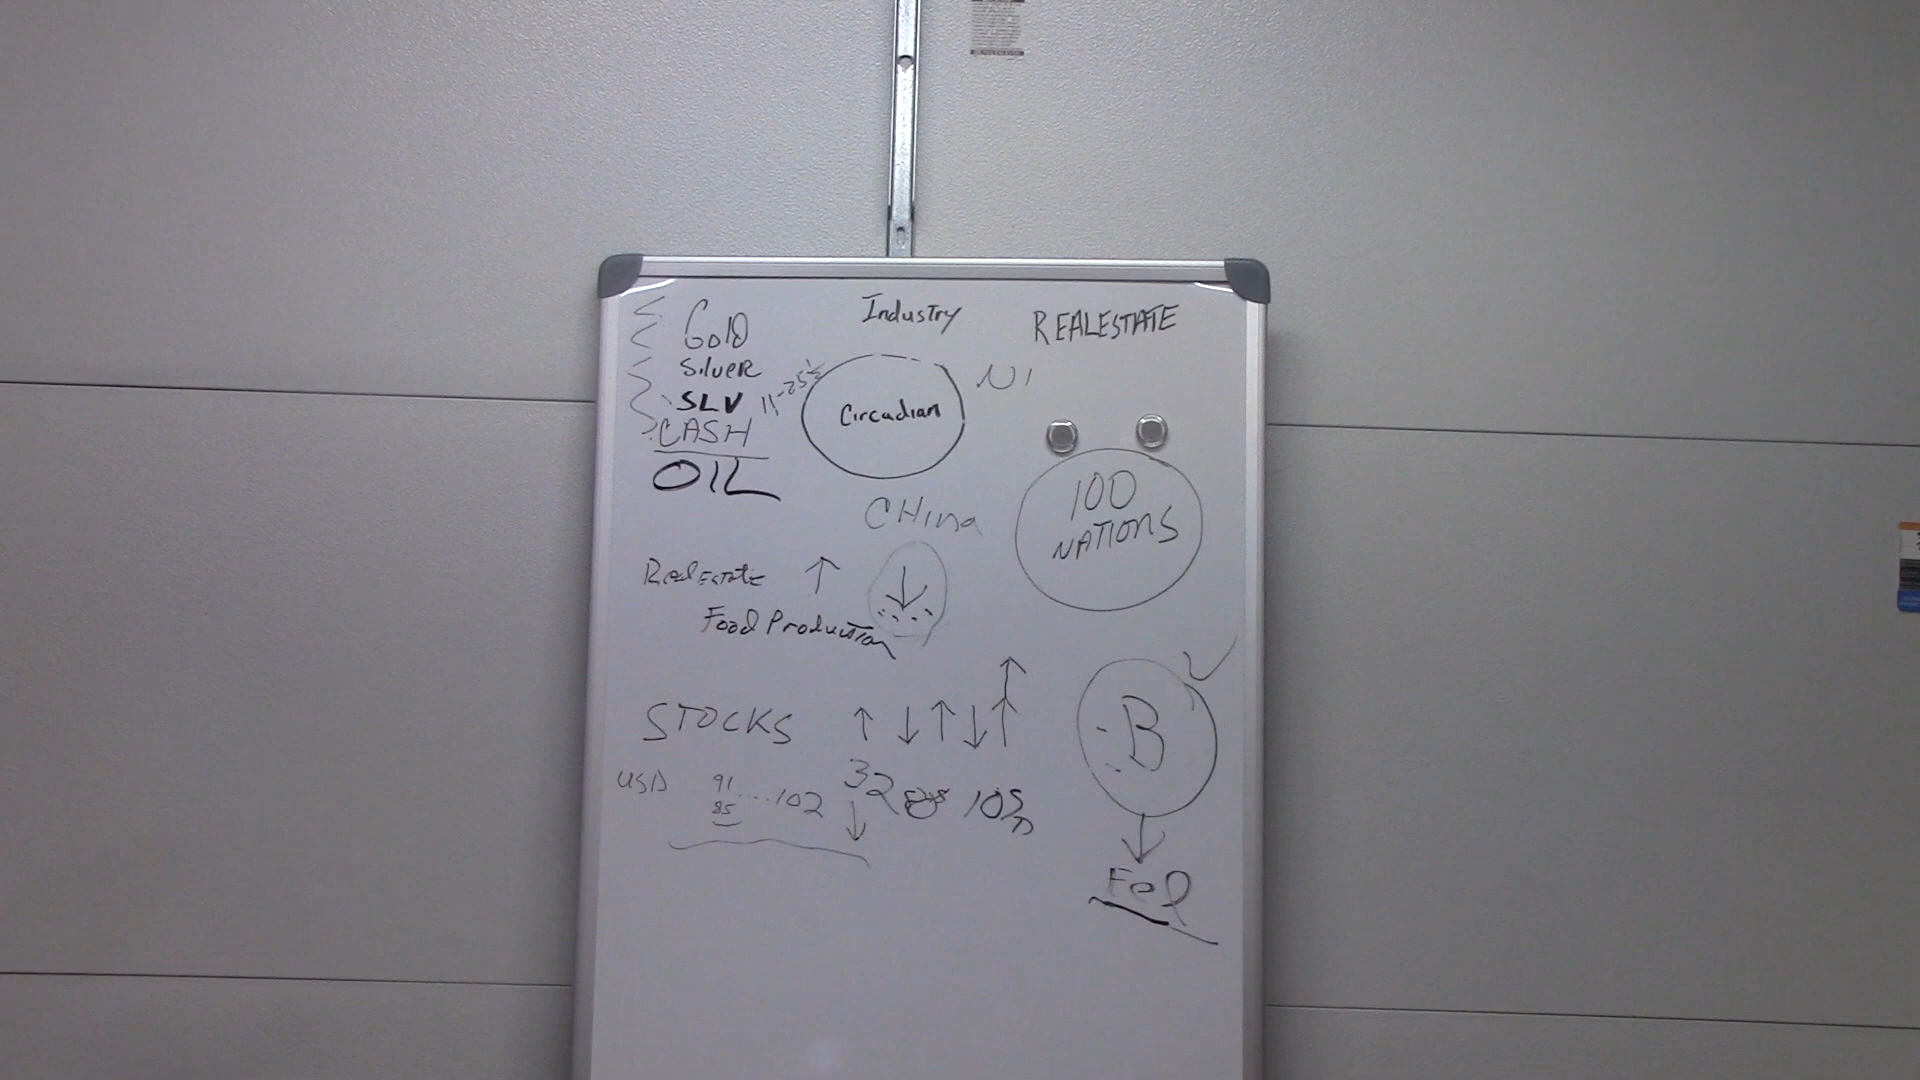 Gold
Silver
SLV
CASH
OIL
Industry
REALESTATE
Circadian
China
100
NATIONS
RealEstate
Food Production
STOCKS
USD 91 ... 102
85
32
105
B